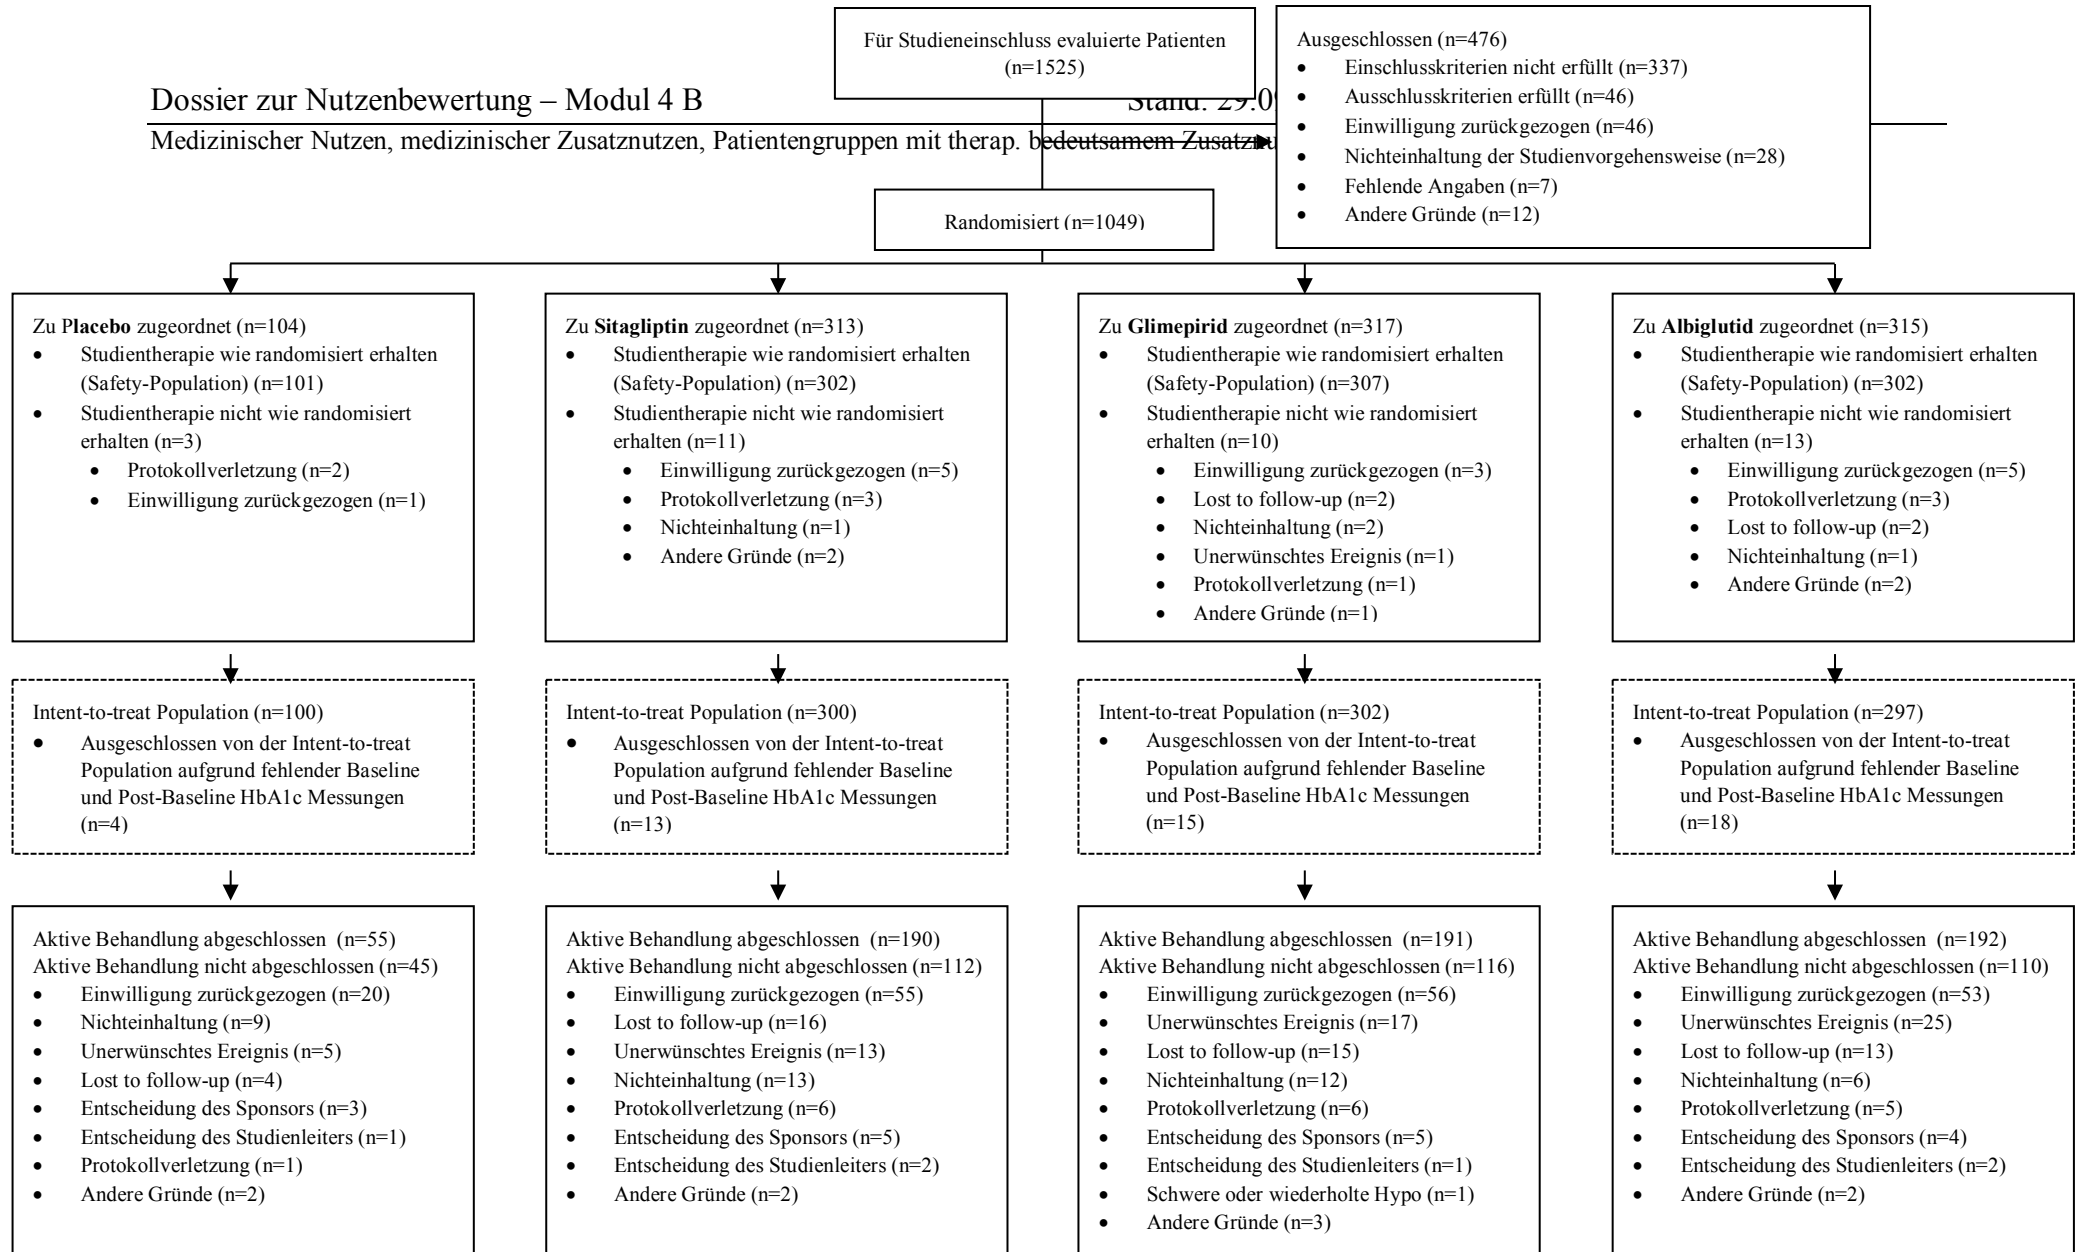 Für Studieneinschluss evaluierte Patienten
(n=1525)
Ausgeschlossen (n=476)
• Einschlusskriterien nicht erfüllt (n=337)
• Ausschlusskriterien erfüllt (n=46)
• Einwilligung zurückgezogen (n=46)
• Nichteinhaltung der Studienvorgehensweise (n=28)
• Fehlende Angaben (n=7)
• Andere Gründe (n=12)
Dossier zur Nutzenbewertung – Modul 4 B
Stand: 29.0
Medizinischer Nutzen, medizinischer Zusatznutzen, Patientengruppen mit therap. bedeutsamem
Randomisiert (n=1049)
Zu Placebo zugeordnet (n=104)
• Studientherapie wie randomisiert erhalten
(Safety-Population) (n=101)
• Studientherapie nicht wie randomisiert
erhalten (n=3)
• Protokollverletzung (n=2)
• Einwilligung zurückgezogen (n=1)
Zu Sitagliptin zugeordnet (n=313)
• Studientherapie wie randomisiert erhalten
(Safety-Population) (n=302)
• Studientherapie nicht wie randomisiert
erhalten (n=11)
• Einwilligung zurückgezogen (n=5)
• Protokollverletzung (n=3)
• Nichteinhaltung (n=1)
• Andere Gründe (n=2)
Zu Glimepirid zugeordnet (n=317)
• Studientherapie wie randomisiert erhalten
(Safety-Population) (n=307)
• Studientherapie nicht wie randomisiert
erhalten (n=10)
• Einwilligung zurückgezogen (n=3)
• Lost to follow-up (n=2)
• Nichteinhaltung (n=2)
• Unerwünschtes Ereignis (n=1)
• Protokollverletzung (n=1)
• Andere Gründe (n=1)
Zu Albiglutid zugeordnet (n=315)
• Studientherapie wie randomisiert erhalten
(Safety-Population) (n=302)
• Studientherapie nicht wie randomisiert
erhalten (n=13)
• Einwilligung zurückgezogen (n=5)
• Protokollverletzung (n=3)
• Lost to follow-up (n=2)
• Nichteinhaltung (n=1)
• Andere Gründe (n=2)
Intent-to-treat Population (n=100)
• Ausgeschlossen von der Intent-to-treat
Population aufgrund fehlender Baseline
und Post-Baseline HbA1c Messungen
(n=4)
Intent-to-treat Population (n=300)
• Ausgeschlossen von der Intent-to-treat
Population aufgrund fehlender Baseline
und Post-Baseline HbA1c Messungen
(n=13)
Intent-to-treat Population (n=302)
• Ausgeschlossen von der Intent-to-treat
Population aufgrund fehlender Baseline
und Post-Baseline HbA1c Messungen
(n=15)
Intent-to-treat Population (n=297)
• Ausgeschlossen von der Intent-to-treat
Population aufgrund fehlender Baseline
und Post-Baseline HbA1c Messungen
(n=18)
Aktive Behandlung abgeschlossen (n=55)
Aktive Behandlung nicht abgeschlossen (n=45)
• Einwilligung zurückgezogen (n=20)
• Nichteinhaltung (n=9)
• Unerwünschtes Ereignis (n=5)
• Lost to follow-up (n=4)
• Entscheidung des Sponsors (n=3)
• Entscheidung des Studienleiters (n=1)
• Protokollverletzung (n=1)
• Andere Gründe (n=2)
Aktive Behandlung abgeschlossen (n=190)
Aktive Behandlung nicht abgeschlossen (n=112)
• Einwilligung zurückgezogen (n=55)
• Lost to follow-up (n=16)
• Unerwünschtes Ereignis (n=13)
• Nichteinhaltung (n=13)
• Protokollverletzung (n=6)
• Entscheidung des Sponsors (n=5)
• Entscheidung des Studienleiters (n=2)
• Andere Gründe (n=2)
Aktive Behandlung abgeschlossen (n=191)
Aktive Behandlung nicht abgeschlossen (n=116)
• Einwilligung zurückgezogen (n=56)
• Unerwünschtes Ereignis (n=17)
• Lost to follow-up (n=15)
• Nichteinhaltung (n=12)
• Protokollverletzung (n=6)
• Entscheidung des Sponsors (n=5)
• Entscheidung des Studienleiters (n=1)
• Schwere oder wiederholte Hypo (n=1)
• Andere Gründe (n=3)
Aktive Behandlung abgeschlossen (n=192)
Aktive Behandlung nicht abgeschlossen (n=110)
• Einwilligung zurückgezogen (n=53)
• Unerwünschtes Ereignis (n=25)
• Lost to follow-up (n=13)
• Nichteinhaltung (n=6)
• Protokollverletzung (n=5)
• Entscheidung des Sponsors (n=4)
• Entscheidung des Studienleiters (n=2)
• Andere Gründe (n=2)